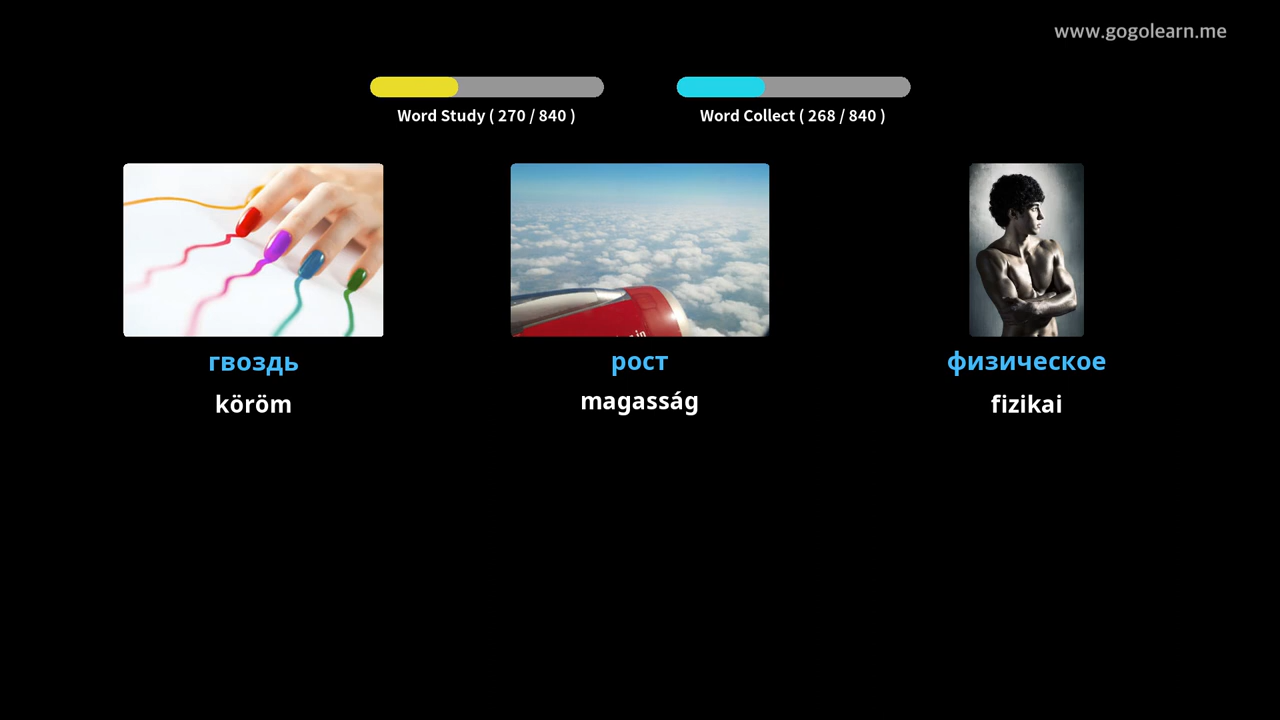 www.gogolearn.me
Word Study ( 270 / 840 )
Word Collect ( 268 / 840 )
гвоздь
рост
физическое
köröm
magasság
fizikai